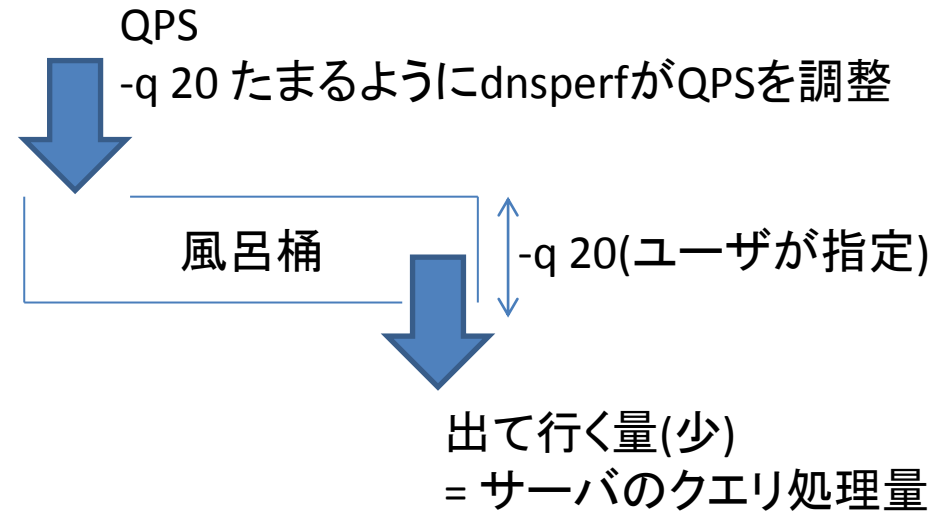 QPS
-q 20 たまるようにdnsperfがQPSを調整
風呂桶
-q 20(ユーザが指定)
出て行く量(少)
= サーバのクエリ処理量